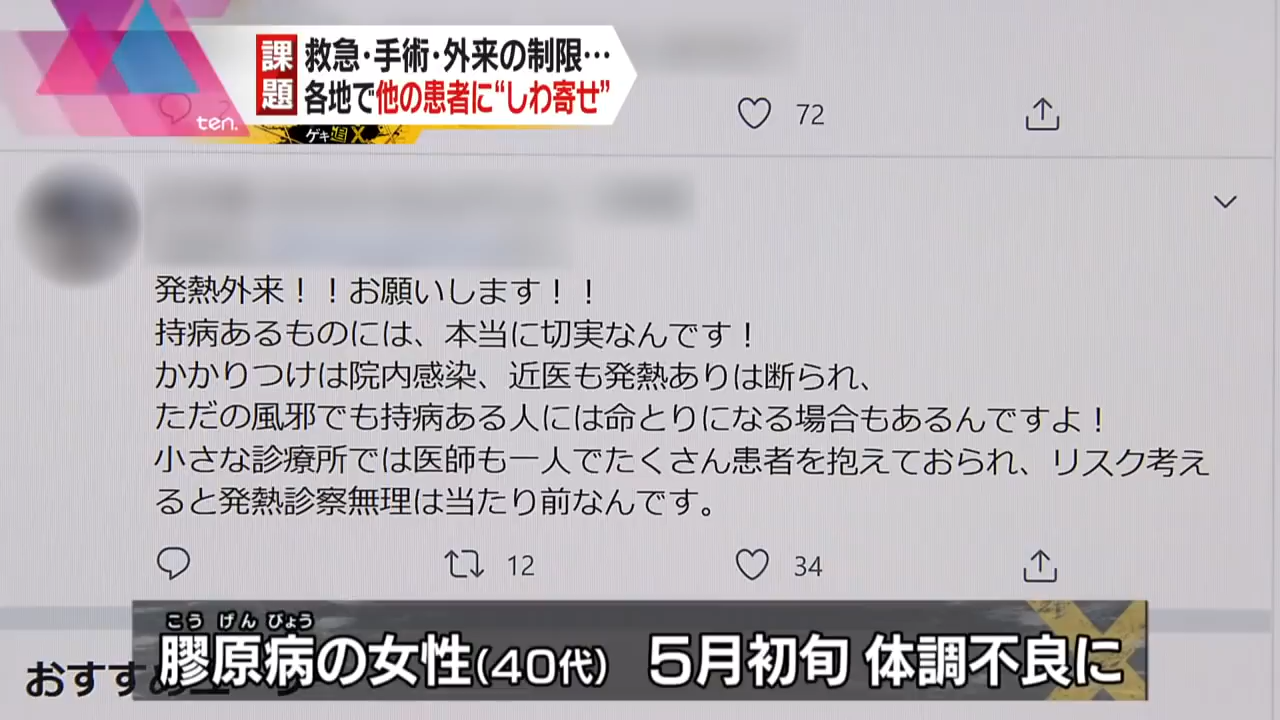 課題
救急・手術・外来の制限…
各地で他の患者に“しわ寄せ”
ten.
ゲキ追X
72
発熱外来！！お願いします！！
持病あるものには、本当に切実なんです！
かかりつけは院内感染、近医も発熱ありは断られ、
ただの風邪でも持病ある人には命とりになる場合もあるんですよ！
小さな診療所では医師も一人でたくさん患者を抱えておられ、リスク考え
ると発熱診察無理は当たり前なんです。
12
34
こうげんびょう
膠原病の女性（40代） 5月初旬 体調不良に
おすす